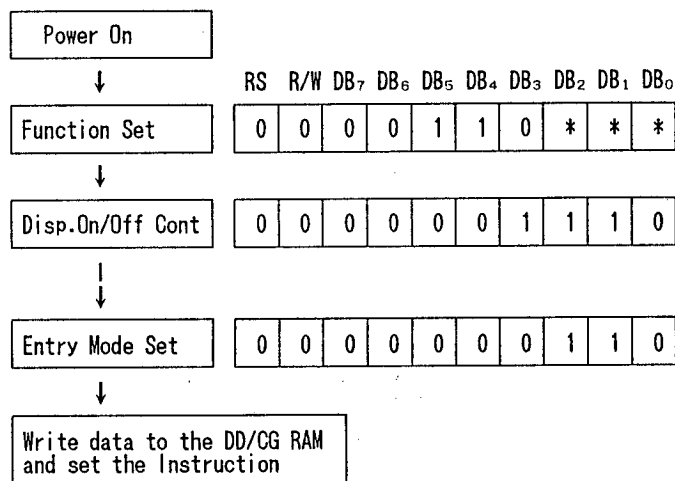 Power On
RS R/W DB₇ DB₆ DB₅ DB₄ DB₃ DB₂ DB₁ DB₀
Function Set 0 0 0 0 1 1 0 * * *
Disp.On/Off Cont 0 0 0 0 0 0 1 1 1 0
Entry Mode Set 0 0 0 0 0 0 0 1 1 0
Write data to the DD/CG RAM
and set the Instruction